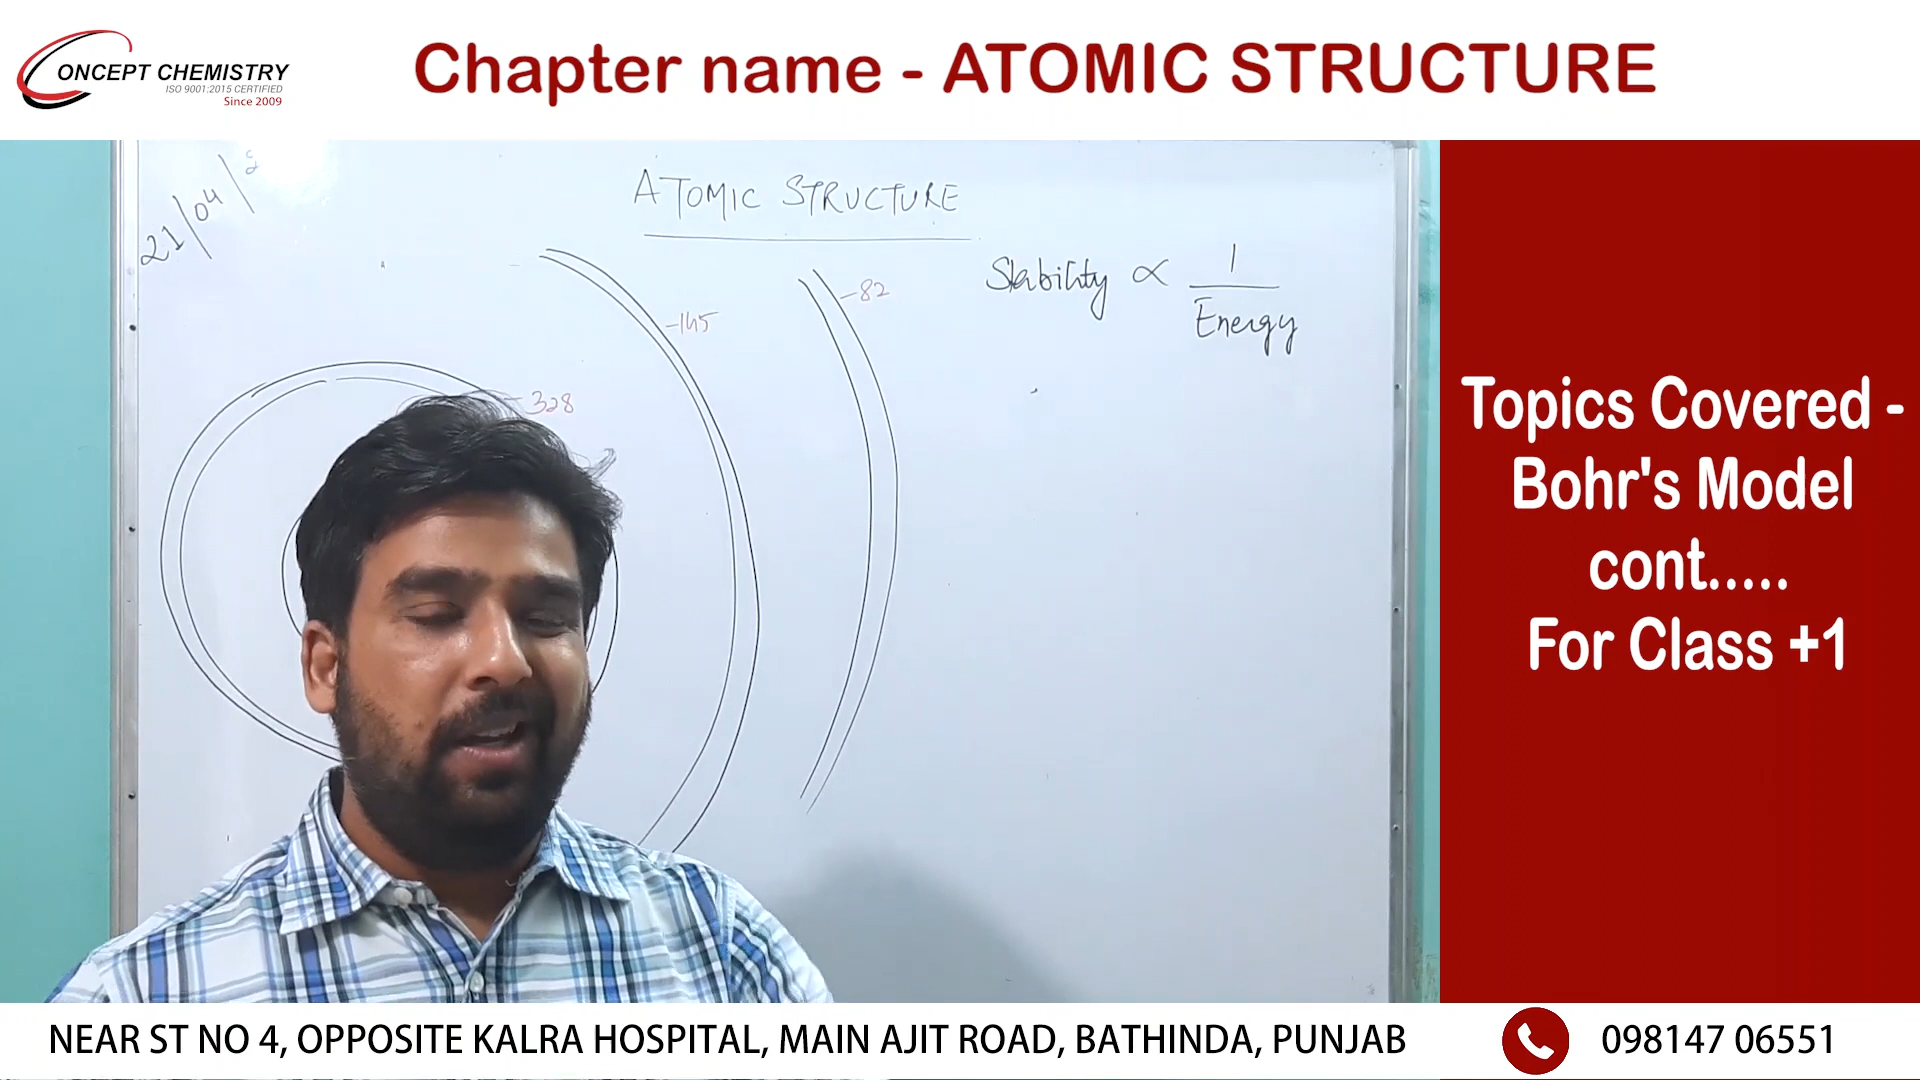 ONCEPT CHEMISTRY
ISO 9001:2015 CERTIFIED
Since 2009
Chapter name - ATOMIC STRUCTURE
21/04/2
ATOMIC STRUCTURE
Stability ∝ 1
Energy
-82
-145
-328
Topics Covered -
Bohr's Model
cont.....
For Class +1
NEAR ST NO 4, OPPOSITE KALRA HOSPITAL, MAIN AJIT ROAD, BATHINDA, PUNJAB
098147 06551